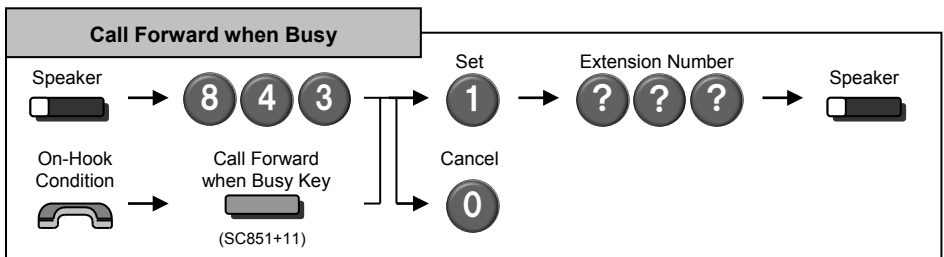 Call Forward when Busy
Speaker
8 4 3
Set
1
Extension Number
? ? ?
Speaker
On-Hook
Condition
Call Forward
when Busy Key
(SC851+11)
Cancel
0